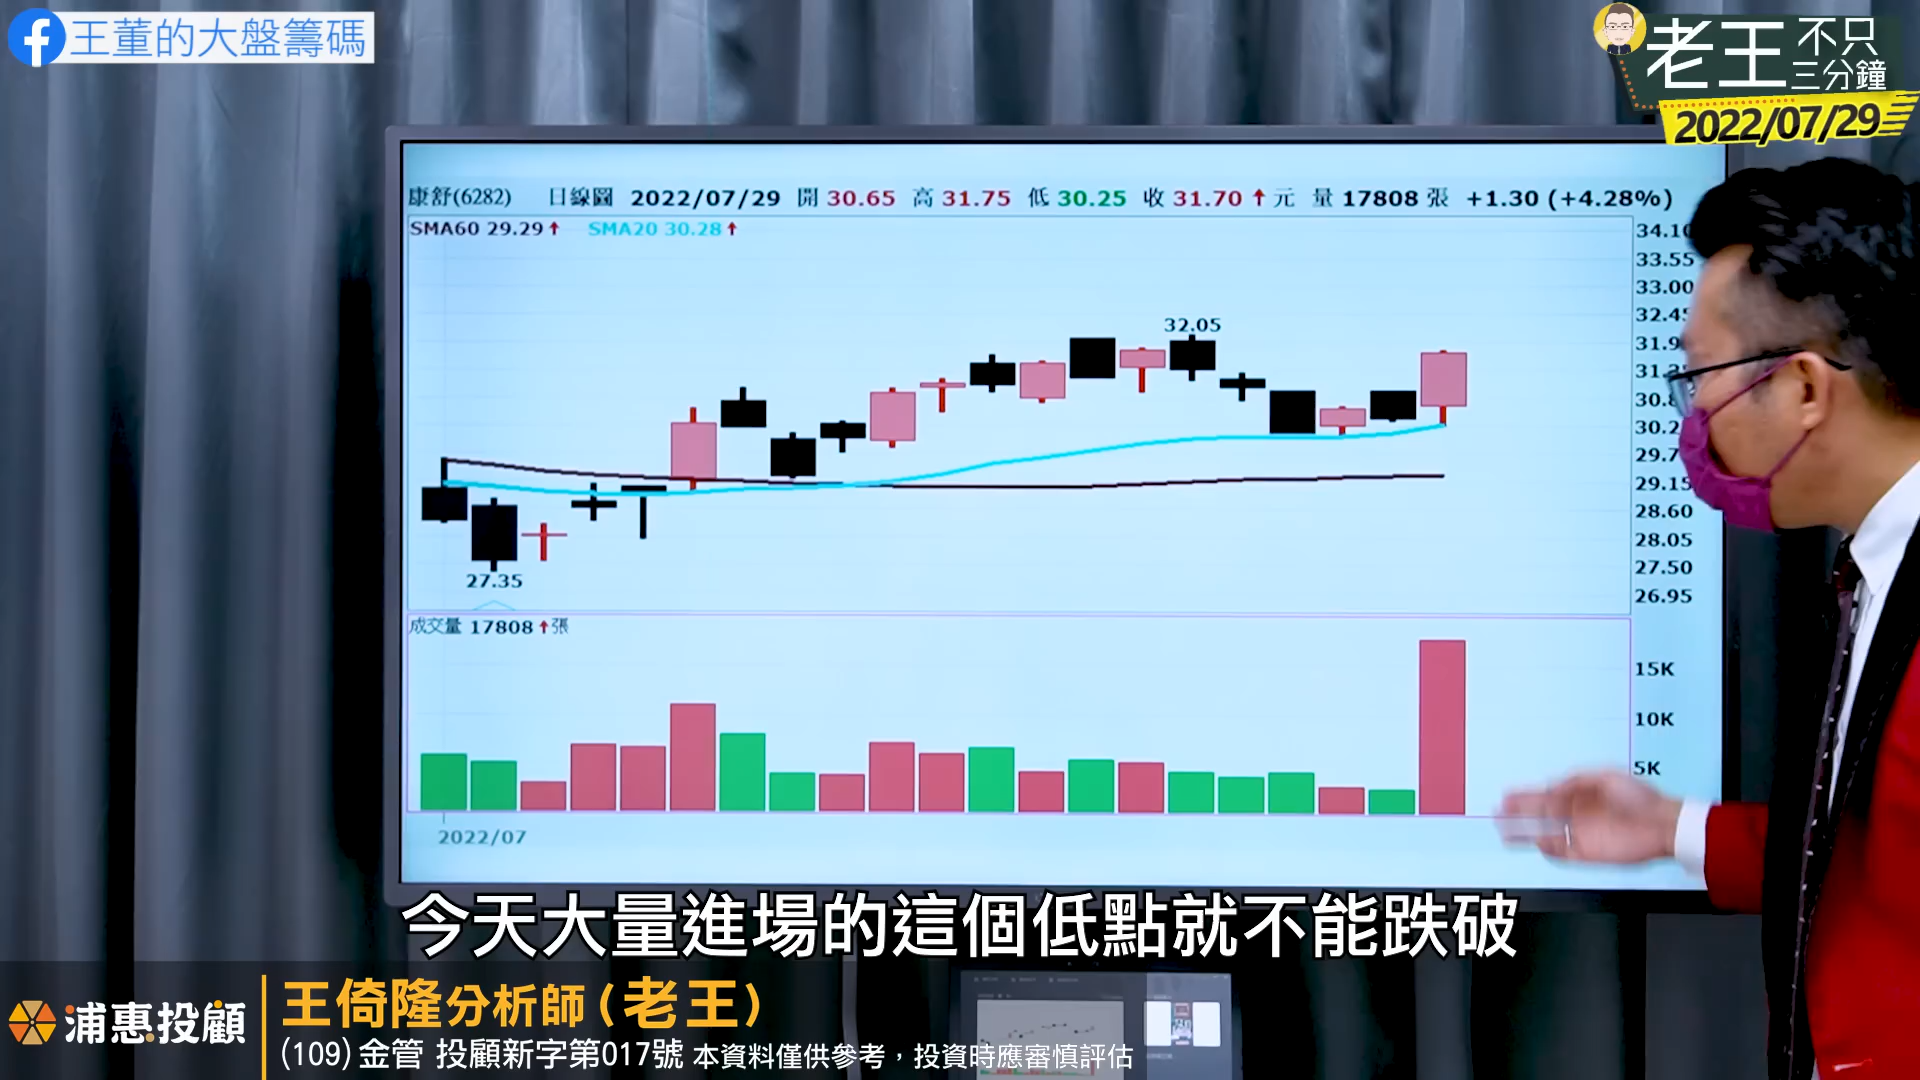 王董的大盤籌碼
老王 不只三分鐘
2022/07/29
康舒(6282) 日線圖 2022/07/29 開 30.65 高 31.75 低 30.25 收 31.70 ↑ 元 量 17808 張 +1.30 (+4.28%)
SMA60 29.29 ↑ SMA20 30.28 ↑
34.10
33.55
33.00
32.45
32.05
30.2
29.7
29.15
28.60
28.05
27.50
26.95
27.35
成交量 17808 ↑ 張
15K
10K
5K
2022/07
今天大量進場的這個低點就不能跌破
浦惠投顧
王倚隆分析師(老王)
(109) 金管 投顧新字第017號 本資料僅供參考，投資時應審慎評估